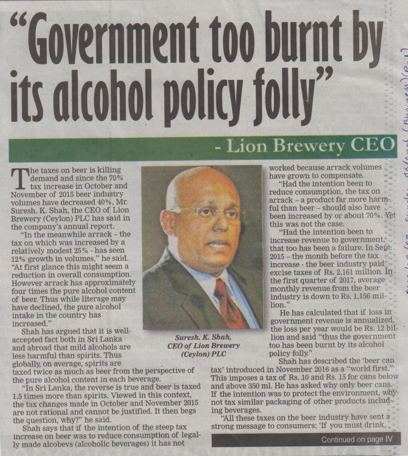 "Government too burnt by
its alcohol policy folly"
- Lion Brewery CEO
The taxes on beer is killing
demand and since the 70%
tax increase in October and
November of 2015 beer industry
volumes have decreased 40%, Mr.
Suresh. K. Shah, the CEO of Lion
Brewery (Ceylon) PLC has said in
the company's annual report.
"In the meanwhile arrack - the
tax on which was increased by a
relatively modest 25% - has seen
12% growth in volumes," he said.
"At first glance this might seem a
reduction in overall consumption.
However arrack has approximately
four times the pure alcohol content
of beer. Thus while literage may
have declined, the pure alcohol
intake in the country has
increased."
Shah has argued that it is well-
accepted fact both in Sri Lanka
and abroad that mild alcohols are
less harmful than spirits. Thus
globally, on average, spirits are
taxed twice as much as beer from the perspective of
the pure alcohol content in each beverage.
"In Sri Lanka, the reverse is true and beer is taxed
1.5 times more than spirits. Viewed in this context,
the tax changes made in October and November 2015
are not rational and cannot be justified. It then begs
the question, why?" he said.
Shah says that if the intention of the steep tax
increase on beer was to reduce consumption of legal-
ly made alcobevs (alcoholic beverages) it has not
Suresh. K. Shah,
CEO of Lion Brewery
(Ceylon) PLC
worked because arrack volumes
have grown to compensate.
"Had the intention been to
reduce consumption, the tax on
arrack – a product far more harm-
ful than beer – should also have
been increased by or about 70%. Yet
this was not the case.
"Had the intention been to
increase revenue to government,
that too has been a failure. In Sept
2015 – the month before the tax
increase - the beer industry paid
excise taxes of Rs. 2,161 million. In
the first quarter of 2017, average
monthly revenue from the beer
industry is down to Rs. 1,156 mil-
lion."
He has calculated that if loss in
government revenue is annualized,
the loss per year would be Rs. 12 bil-
lion and said "thus the government
too has been burnt by its alcohol
policy folly."
Shah has described the 'beer can
tax' introduced in November 2016 as a "world first."
This imposes a tax of Rs. 10 and Rs. 15 for cans below
and above 350 ml. He has asked why only beer cans.
If the intention was to protect the environment, why
not tax similar packaging of other products includ-
ing beverages.
"All these taxes on the beer industry have sent a
strong message to consumers: 'If you must drink,
Continued on page IV